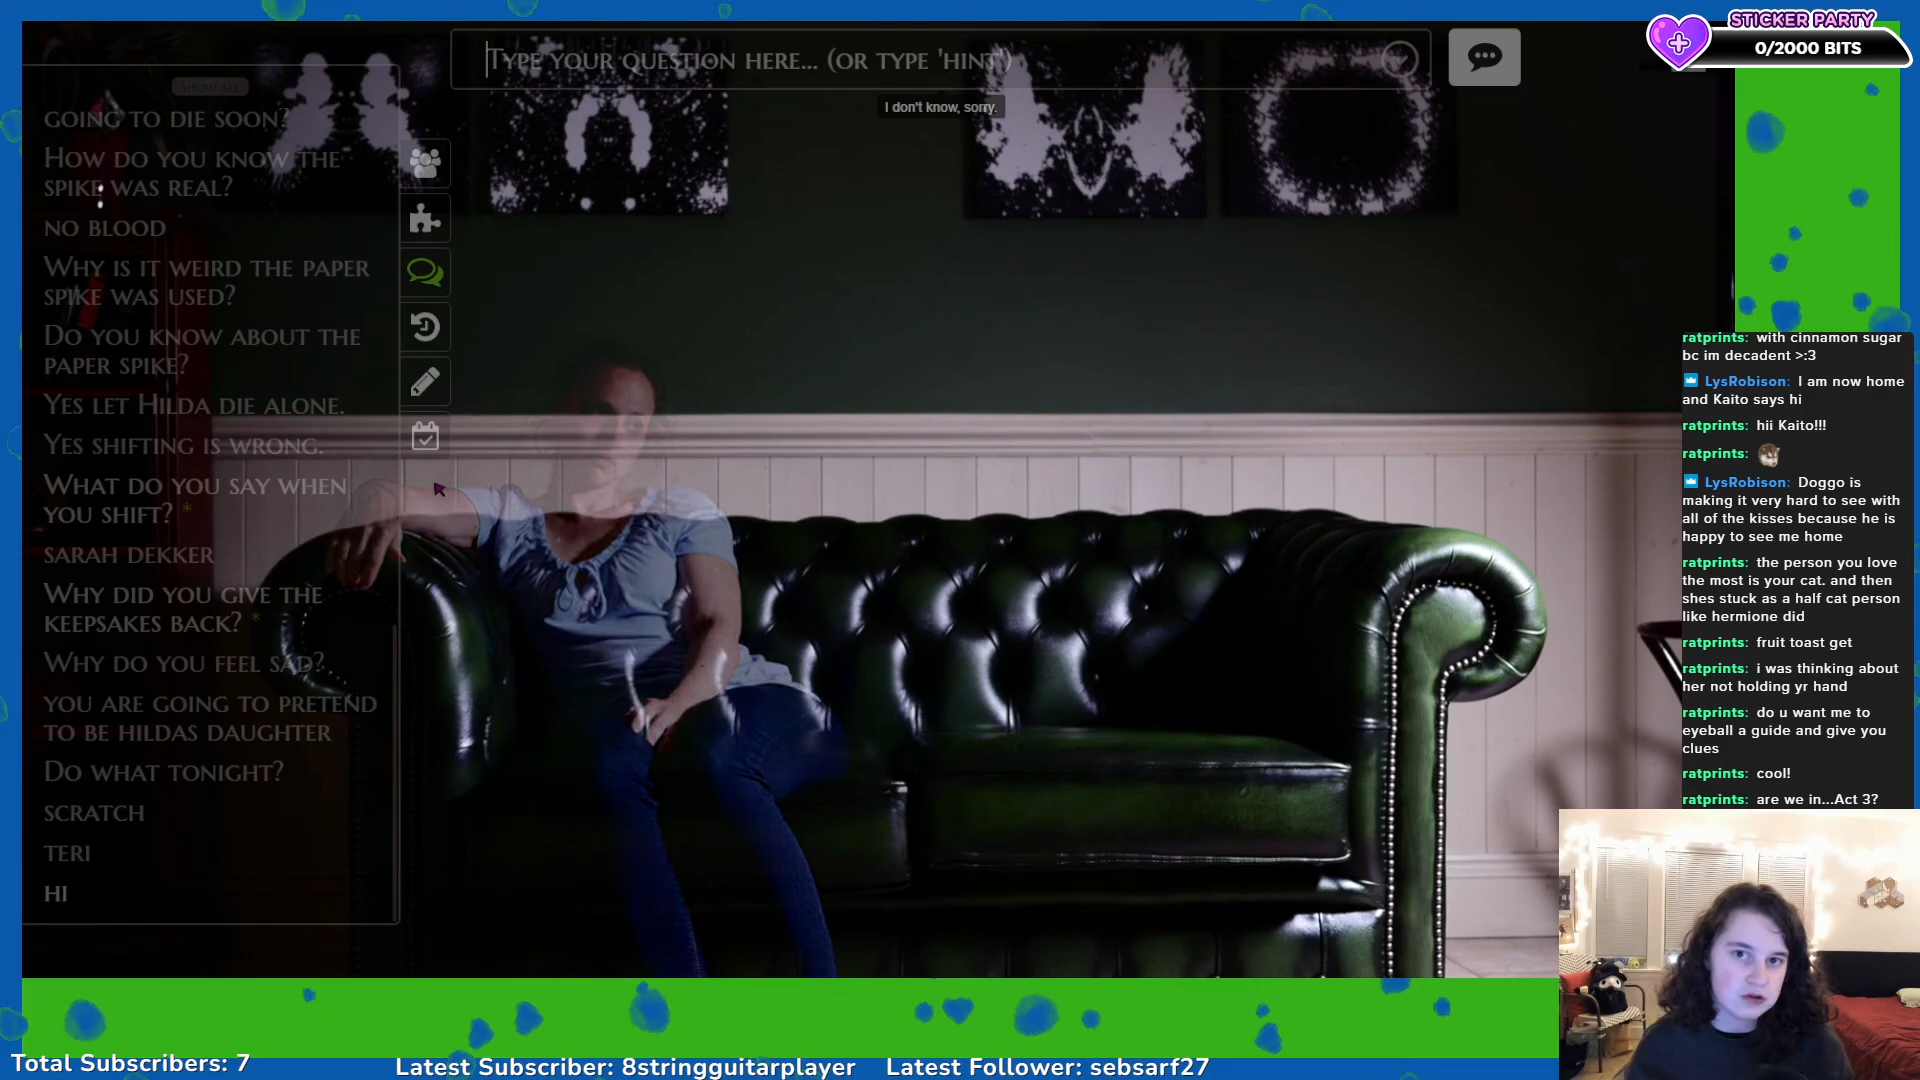 STICKER PARTY
0/2000 BITS
Type your question here... (or type 'hint')
I don't know, sorry.
Show all
going to die soon?
How do you know the
spike was real?
no blood
Why is it weird the paper
spike was used?
Do you know about the
paper spike?
Yes let Hilda die alone.
Yes shifting is wrong.
What do you say when
you shift? *
sarah dekker
Why did you give the
keepsakes back? *
Why do you feel sad?
you are going to pretend
to be hildas daughter
Do what tonight?
scratch
teri
hi
ratprints: with cinnamon sugar
bc im decadent >:3
LysRobison: I am now home
and Kaito says hi
ratprints: hii Kaito!!!
ratprints:
LysRobison: Doggo is
making it very hard to see with
all of the kisses because he is
happy to see me home
ratprints: the person you love
the most is your cat. and then
shes stuck as a half cat person
like hermione did
ratprints: fruit toast get
ratprints: i was thinking about
her not holding yr hand
ratprints: do u want me to
eyeball a guide and give you
clues
ratprints: cool!
ratprints: are we in...Act 3?
Total Subscribers: 7
Latest Subscriber: 8stringguitarplayer
Latest Follower: sebsarf27